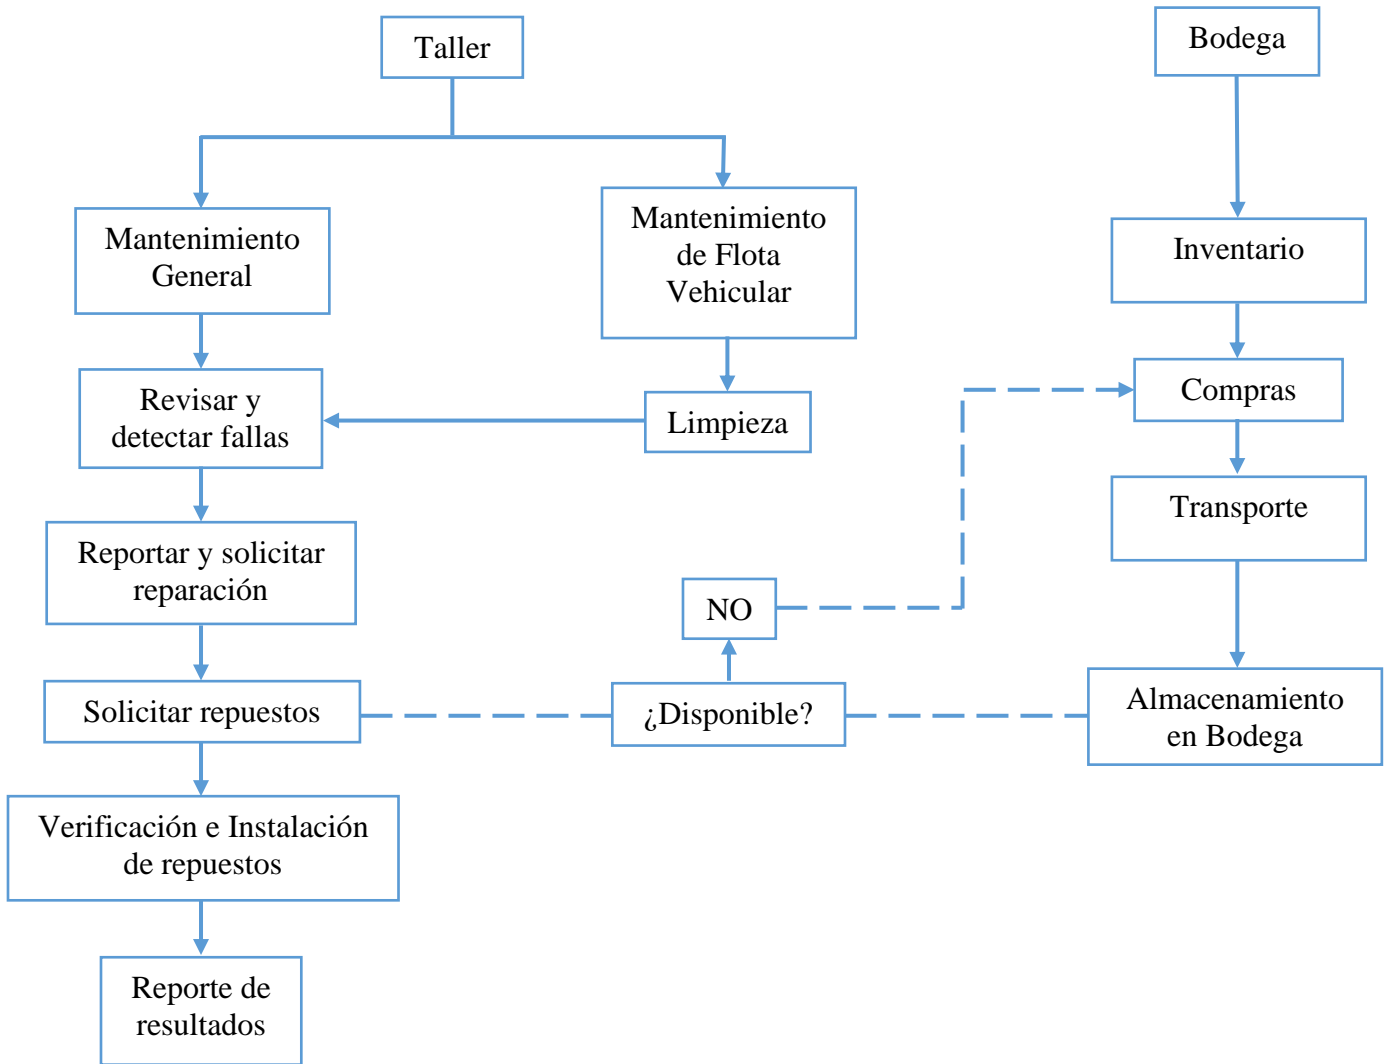 Taller
Bodega
Mantenimiento
General
Mantenimiento
de Flota
Vehicular
Inventario
Revisar y
detectar fallas
Limpieza
Compras
Transporte
Reportar y solicitar
reparación
NO
Solicitar repuestos
¿Disponible?
Almacenamiento
en Bodega
Verificación e Instalación
de repuestos
Reporte de
resultados